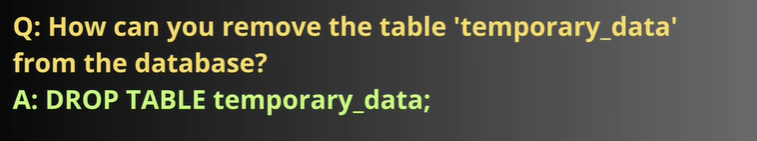 Q: How can you remove the table 'temporary_data'
from the database?
A: DROP TABLE temporary_data;